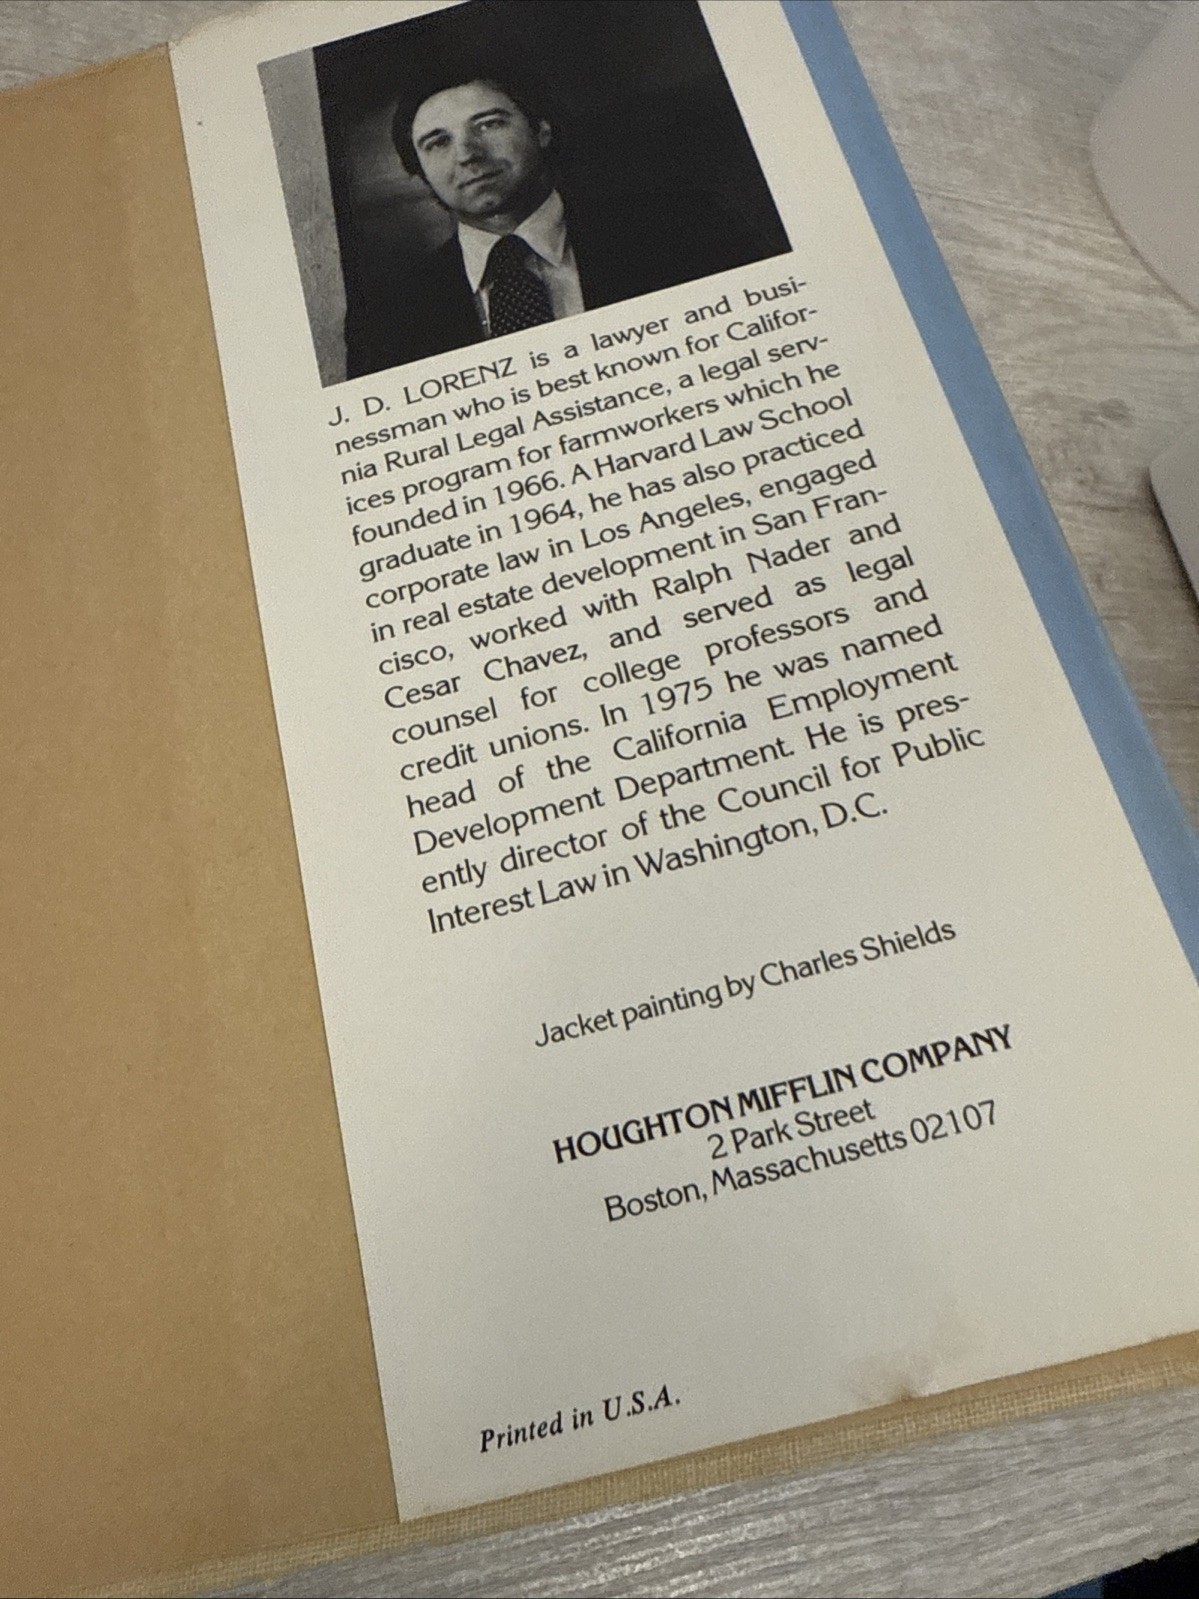 J. D. LORENZ is a lawyer and busi-
nessman who is best known for Califor-
nia Rural Legal Assistance, a legal serv-
ices program for farmworkers which he
founded in 1966. A Harvard Law School
graduate in 1964, he has also practiced
corporate law in Los Angeles, engaged
in real estate development in San Fran-
cisco, worked with Ralph Nader and
Cesar Chavez, and served as legal
counsel for college professors and
credit unions. In 1975 he was named
head of the California Employment
Development Department. He is pres-
ently director of the Council for Public
Interest Law in Washington, D.C.
Jacket painting by Charles Shields
HOUGHTON MIFFLIN COMPANY
2 Park Street
Boston, Massachusetts 02107
Printed in U.S.A.